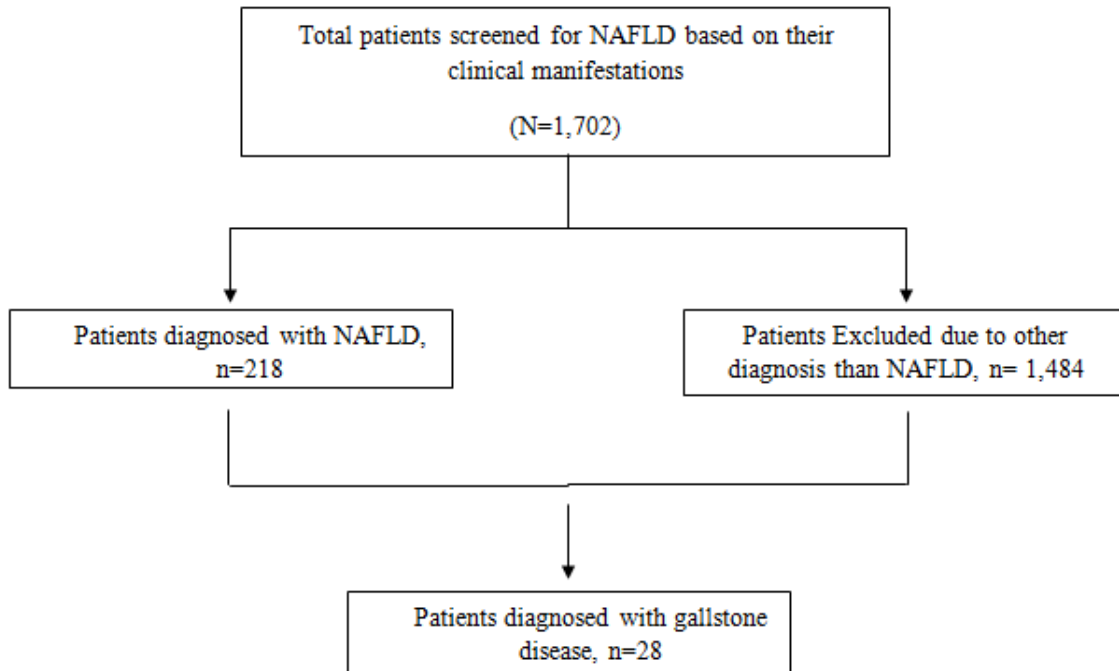 Total patients screened for NAFLD based on their
clinical manifestations
(N=1,702)
Patients diagnosed with NAFLD,
n=218
Patients Excluded due to other
diagnosis than NAFLD, n= 1,484
Patients diagnosed with gallstone
disease, n=28